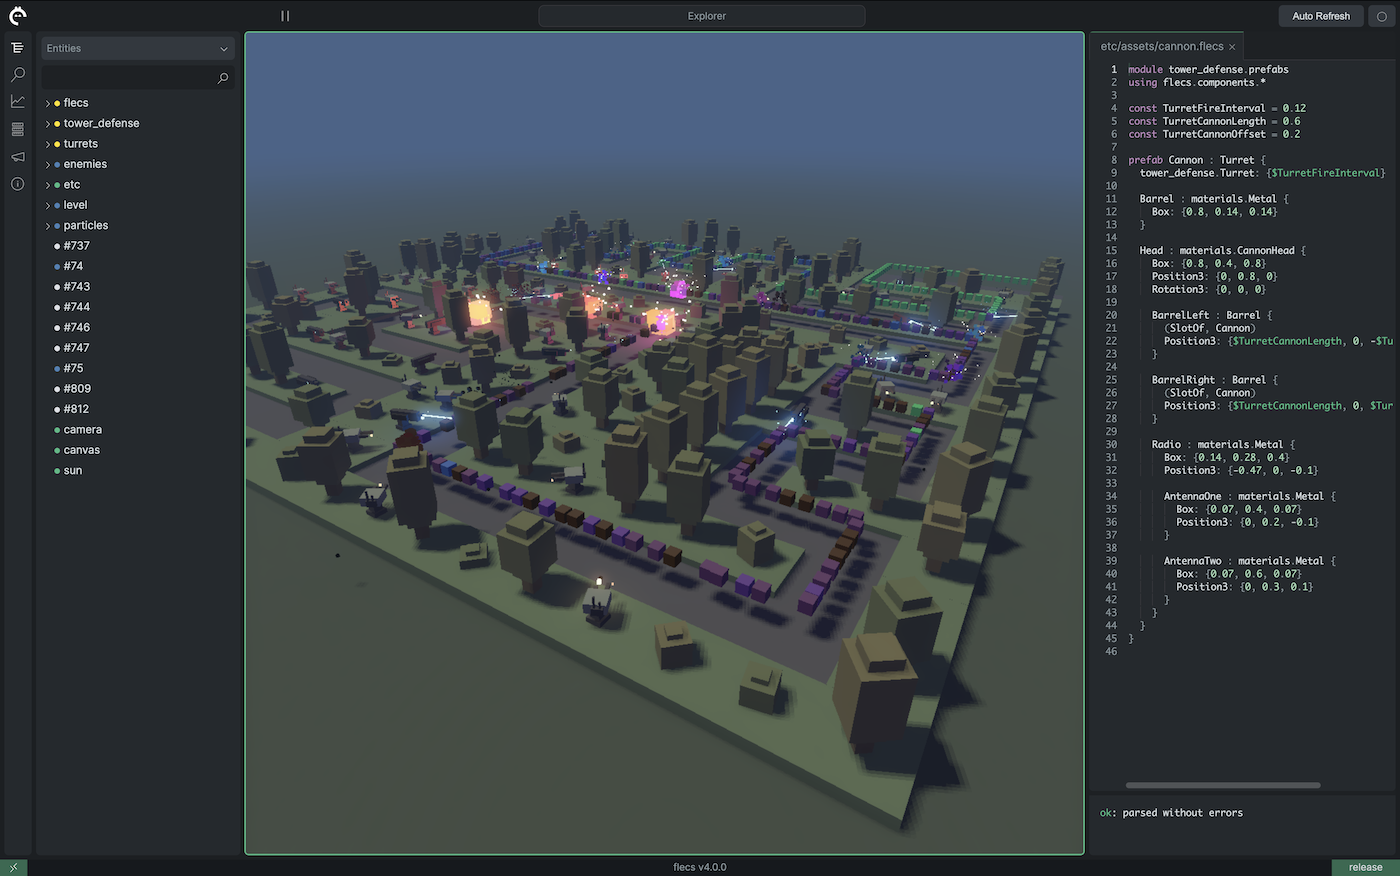 Explorer
Auto Refresh
Entities
flecs
tower_defense
turrets
enemies
etc
level
particles
#737
#74
#743
#744
#746
#747
#75
#809
#812
camera
canvas
sun
etc/assets/cannon.flecs ×
1 module tower_defense.prefabs
2 using flecs.components.*
3
4 const TurretFireInterval = 0.12
5 const TurretCannonLength = 0.6
6 const TurretCannonOffset = 0.2
7
8 prefab Cannon : Turret {
9 tower_defense.Turret: {$TurretFireInterval}
10
11 Barrel : materials.Metal {
12 Box: {0.8, 0.14, 0.14}
13 }
14
15 Head : materials.CannonHead {
16 Box: {0.8, 0.4, 0.8}
17 Position3: {0, 0.8, 0}
18 Rotation3: {0, 0, 0}
19
20 BarrelLeft : Barrel {
21 (SlotOf, Cannon)
22 Position3: {$TurretCannonLength, 0, -$Tu
23 }
24
25 BarrelRight : Barrel {
26 (SlotOf, Cannon)
27 Position3: {$TurretCannonLength, 0, $Tur
28 }
29
30 Radio : materials.Metal {
31 Box: {0.14, 0.28, 0.4}
32 Position3: {-0.47, 0, -0.1}
33
34 AntennaOne : materials.Metal {
35 Box: {0.07, 0.4, 0.07}
36 Position3: {0, 0.2, -0.1}
37 }
38
39 AntennaTwo : materials.Metal {
40 Box: {0.07, 0.6, 0.07}
41 Position3: {0, 0.3, 0.1}
42 }
43 }
44 }
45 }
46
ok: parsed without errors
flecs v4.0.0
release